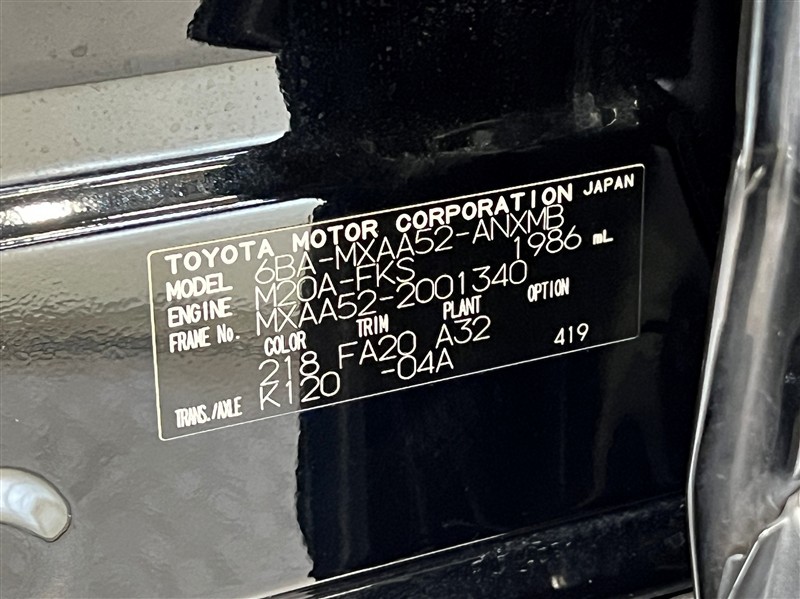 TOYOTA MOTOR CORPORATION JAPAN
MODEL 6BA-MXAA52-ANXMB
ENGINE M20A-FKS 1986 mL
FRAME No. MXAA52-2001340
COLOR TRIM PLANT OPTION
218 FA20 A32 419
TRANS./AXLE K120 -04A